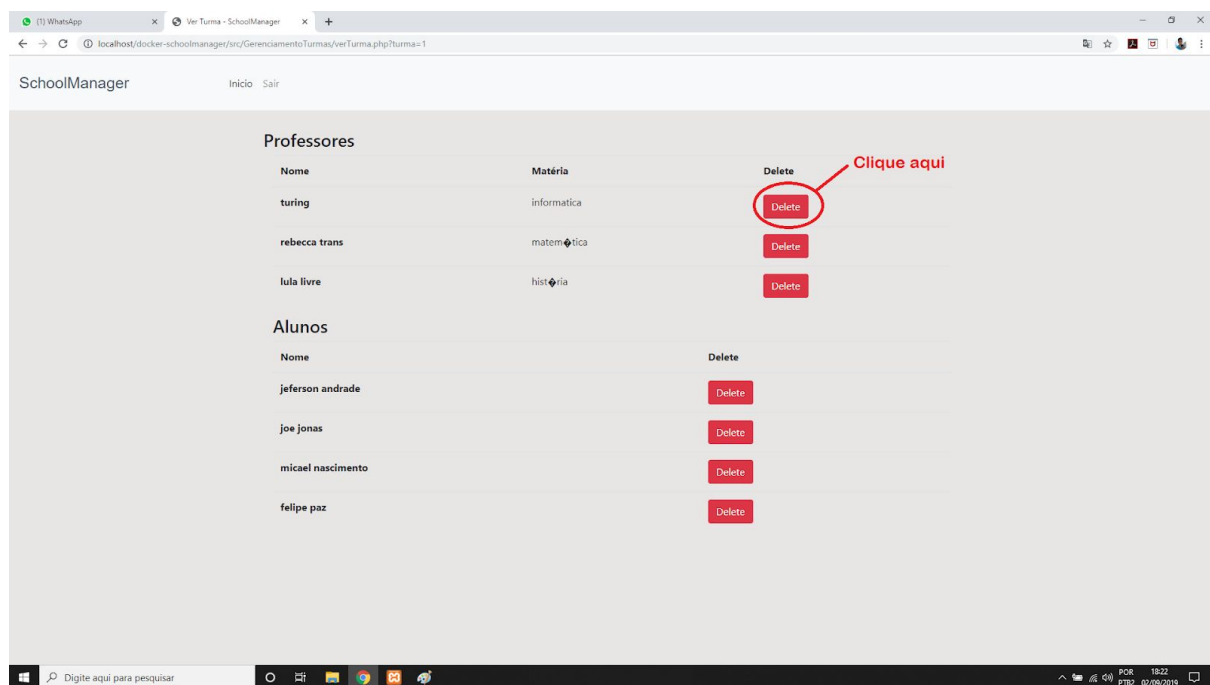 (1) WhatsApp
Ver Turma - SchoolManager
localhost/docker-schoolmanager/src/GerenciamentoTurmas/verTurma.php?turma=1
SchoolManager Inicio Sair
Professores
Nome Matéria Delete
Clique aqui
turing informatica Delete
rebecca trans matem�tica Delete
lula livre hist�ria Delete
Alunos
Nome Delete
jeferson andrade Delete
joe jonas Delete
micael nascimento Delete
felipe paz Delete
Digite aqui para pesquisar
POR 18:22
PTB2 02/09/2019